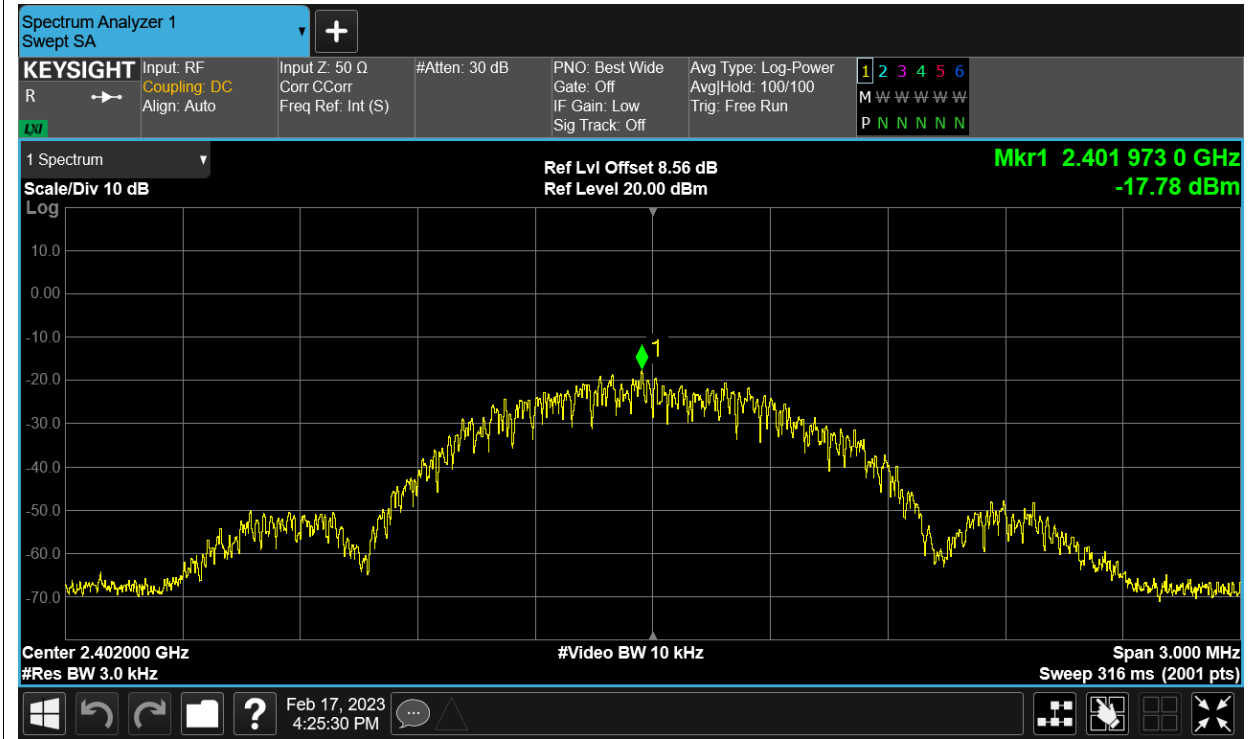 Spectrum Analyzer 1
Swept SA
KEYSIGHT
R
LXI
Input: RF
Coupling: DC
Align: Auto
Input Z: 50 Ω
Corr CCorr
Freq Ref: Int (S)
#Atten: 30 dB
PNO: Best Wide
Gate: Off
IF Gain: Low
Sig Track: Off
Avg Type: Log-Power
Avg|Hold: 100/100
Trig: Free Run
1 2 3 4 5 6
M W W W W W
P N N N N N
1 Spectrum
Scale/Div 10 dB
Ref Lvl Offset 8.56 dB
Ref Level 20.00 dBm
Mkr1 2.401 973 0 GHz
-17.78 dBm
Log
10.0
0.00
-10.0
1
-20.0
-30.0
-40.0
-50.0
-60.0
-70.0
Center 2.402000 GHz
#Video BW 10 kHz
Span 3.000 MHz
#Res BW 3.0 kHz
Sweep 316 ms (2001 pts)
?
Feb 17, 2023
4:25:30 PM